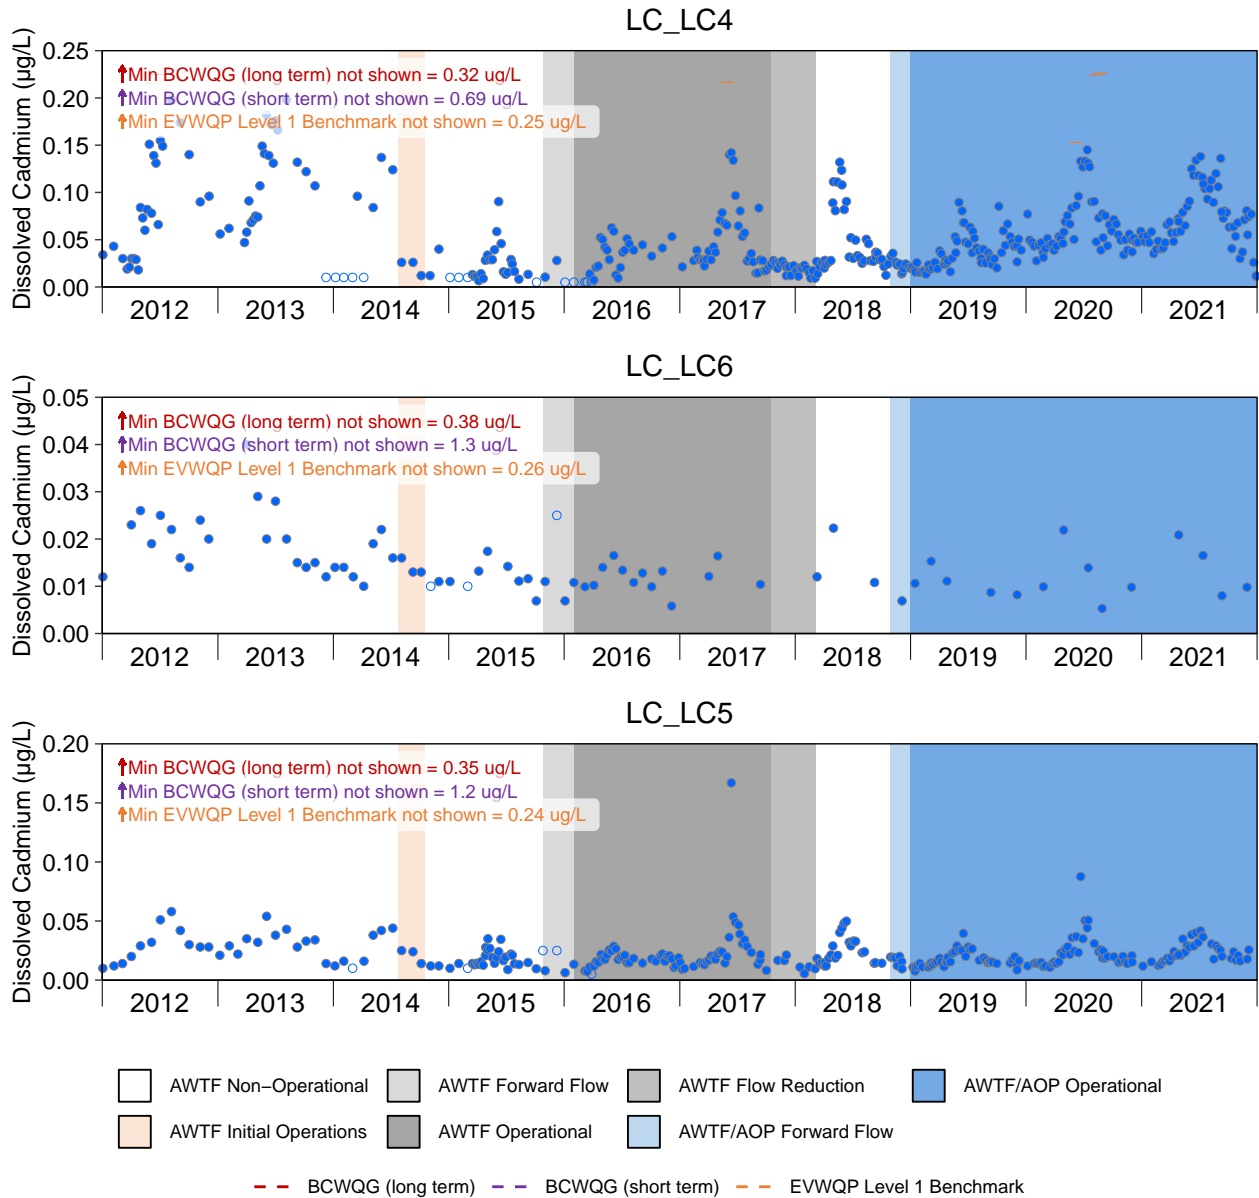 LC_LC4
Dissolved Cadmium (µg/L)
0.25
0.20
0.15
0.10
0.05
0.00
Min BCWQG (long term) not shown = 0.32 ug/L
Min BCWQG (short term) not shown = 0.69 ug/L
Min EVWQP Level 1 Benchmark not shown = 0.25 ug/L
2012 2013 2014 2015 2016 2017 2018 2019 2020 2021
LC_LC6
Dissolved Cadmium (µg/L)
0.05
0.04
0.03
0.02
0.01
0.00
Min BCWQG (long term) not shown = 0.38 ug/L
Min BCWQG (short term) not shown = 1.3 ug/L
Min EVWQP Level 1 Benchmark not shown = 0.26 ug/L
2012 2013 2014 2015 2016 2017 2018 2019 2020 2021
LC_LC5
Dissolved Cadmium (µg/L)
0.20
0.15
0.10
0.05
0.00
Min BCWQG (long term) not shown = 0.35 ug/L
Min BCWQG (short term) not shown = 1.2 ug/L
Min EVWQP Level 1 Benchmark not shown = 0.24 ug/L
2012 2013 2014 2015 2016 2017 2018 2019 2020 2021
AWTF Non−Operational AWTF Forward Flow AWTF Flow Reduction AWTF/AOP Operational
AWTF Initial Operations AWTF Operational AWTF/AOP Forward Flow
BCWQG (long term) BCWQG (short term) EVWQP Level 1 Benchmark